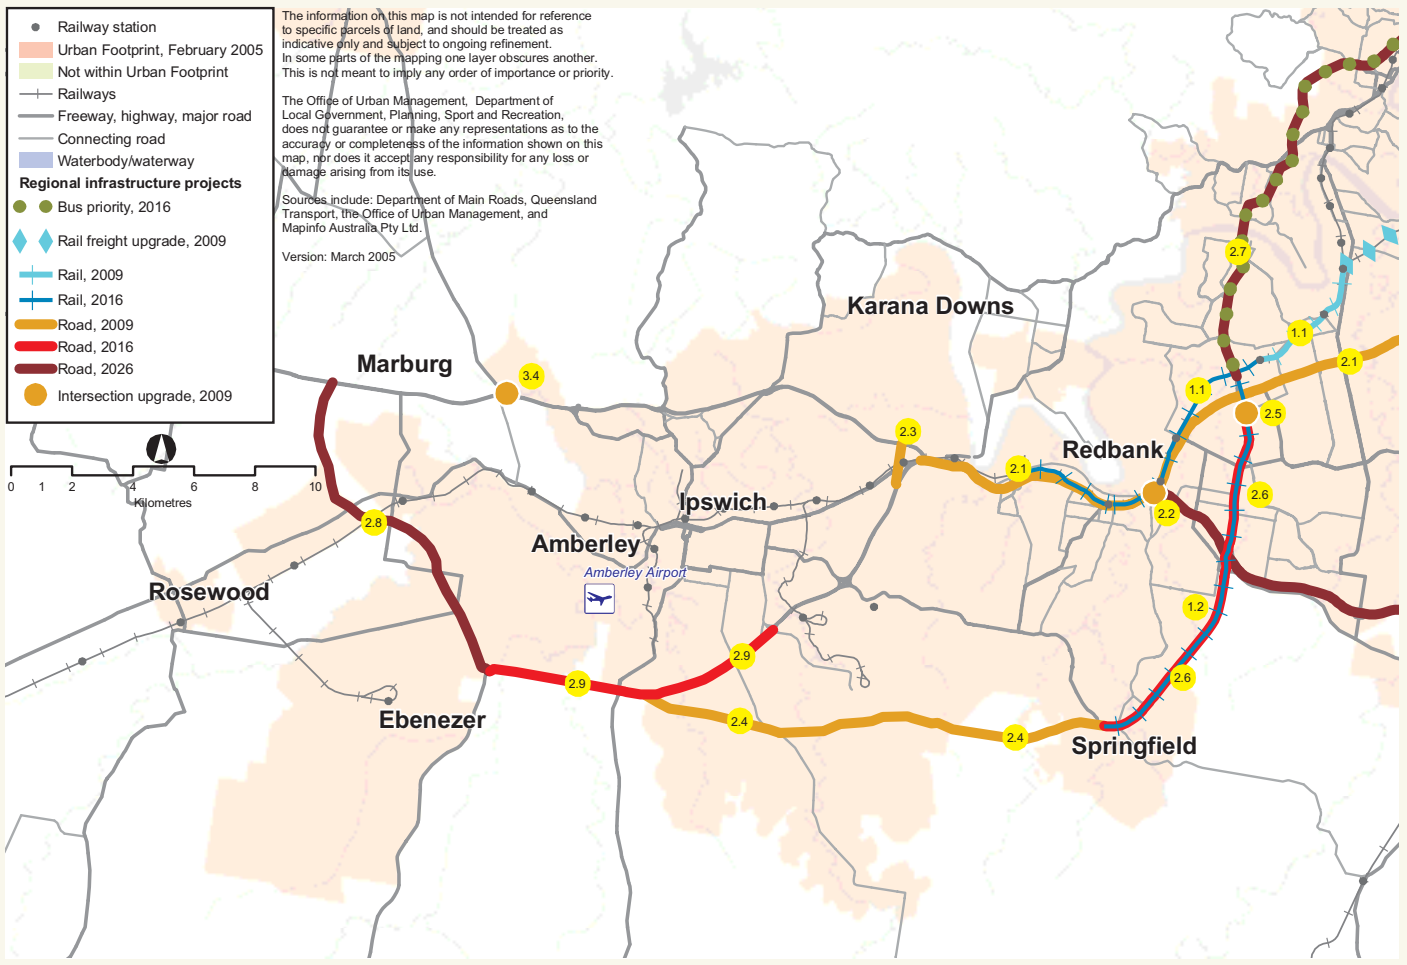 Railway station
Urban Footprint, February 2005
Not within Urban Footprint
Railways
Freeway, highway, major road
Connecting road
Waterbody/waterway
Regional infrastructure projects
Bus priority, 2016
Rail freight upgrade, 2009
Rail, 2009
Rail, 2016
Road, 2009
Road, 2016
Road, 2026
Intersection upgrade, 2009
The information on this map is not intended for reference
to specific parcels of land, and should be treated as
indicative only and subject to ongoing refinement.
In some parts of the mapping one layer obscures another.
This is not meant to imply any order of importance or priority.
The Office of Urban Management, Department of
Local Government, Planning, Sport and Recreation,
does not guarantee or make any representations as to the
accuracy or completeness of the information shown on this
map, nor does it accept any responsibility for any loss or
damage arising from its use.
Sources include: Department of Main Roads, Queensland
Transport, the Office of Urban Management, and
Mapinfo Australia Pty Ltd.
Version: March 2005
2.7
Karana Downs
1.1
2.1
Marburg
3.4
1.1
2.5
2.3
Redbank
2.1
0 1 2 4 6 8 10
Kilometres
2.6
Ipswich
2.2
2.8
Amberley
Amberley Airport
Rosewood
1.2
2.9
2.9
2.6
Ebenezer
2.4
2.4
Springfield